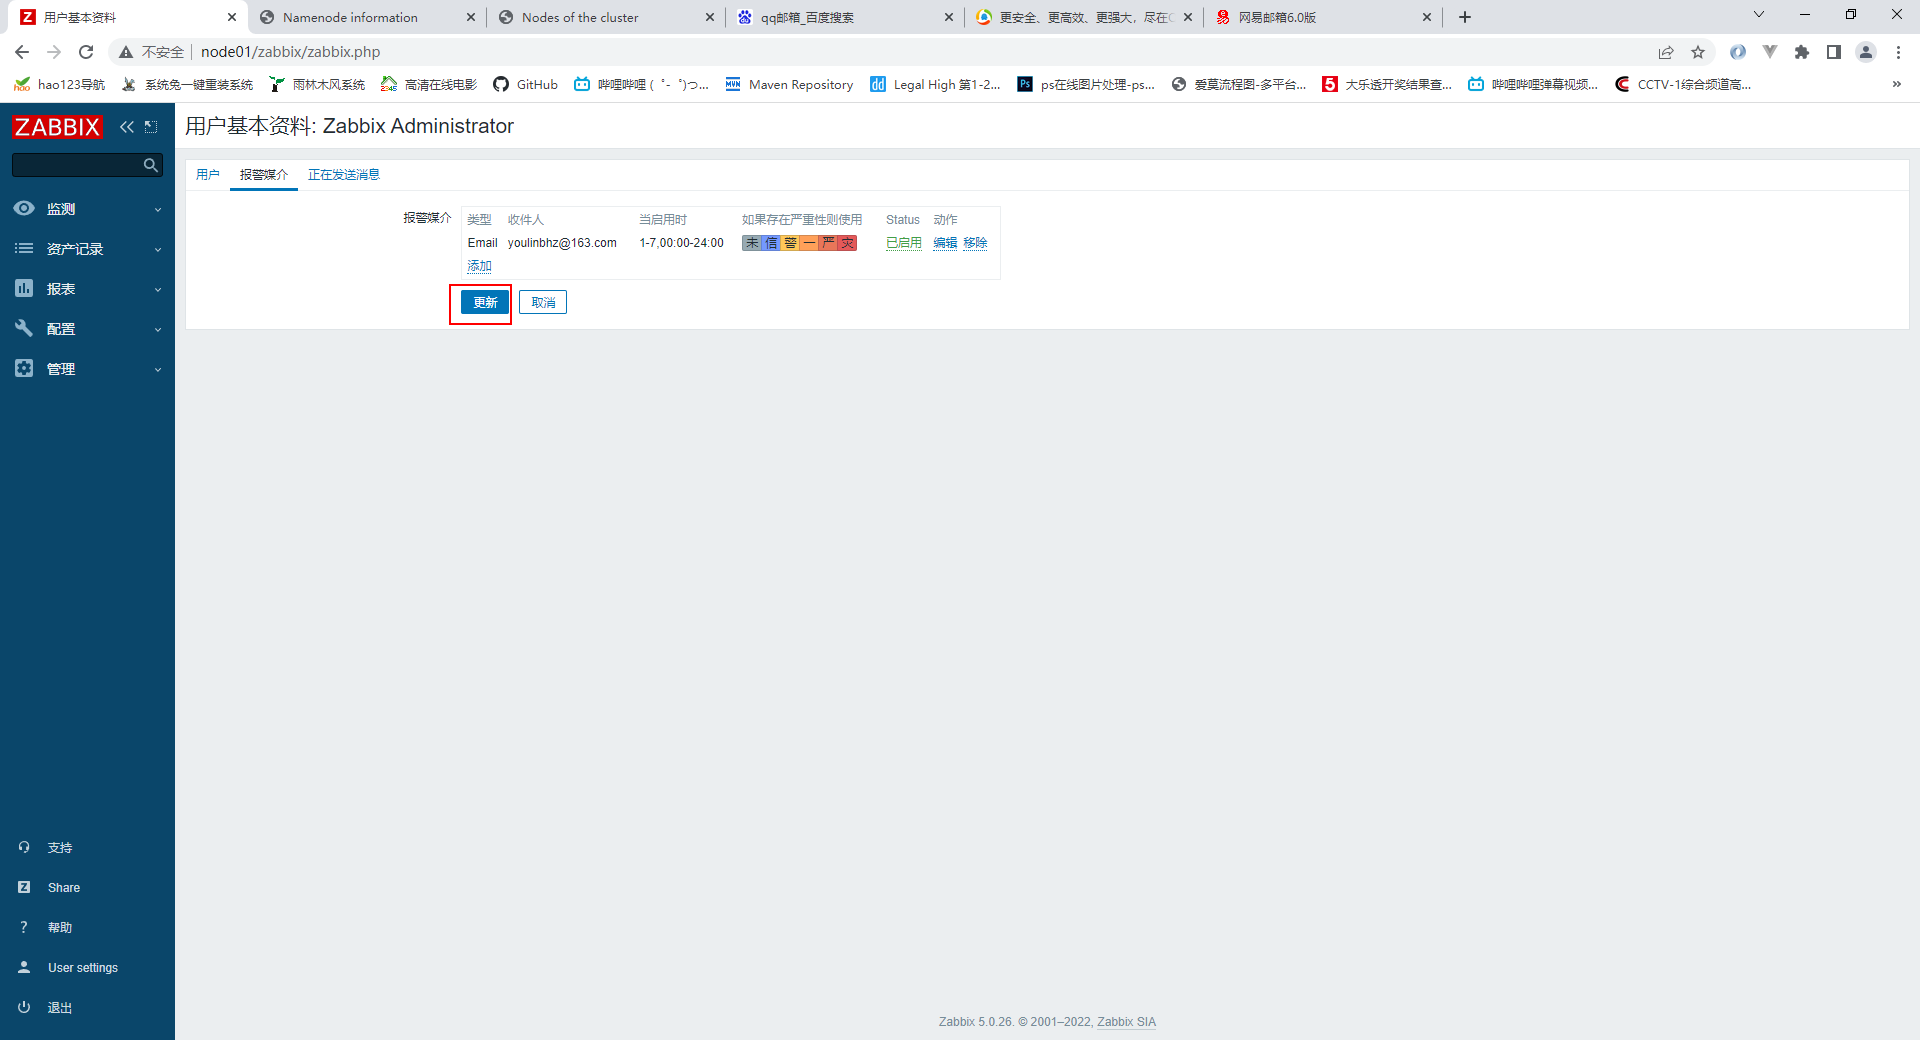 用户基本资料
Namenode information
Nodes of the cluster
qq邮箱_百度搜索
更安全、更高效、更强大，尽在
网易邮箱6.0版
不安全 node01/zabbix/zabbix.php
hao123导航 系统兔一键重装系统 雨林木风系统 高清在线电影 GitHub 哔哩哔哩 (゜-゜)つ... Maven Repository Legal High 第1-2... ps在线图片处理-ps... 爱莫流程图-多平台... 大乐透开奖结果查... 哔哩哔哩弹幕视频... CCTV-1综合频道高...
ZABBIX
用户基本资料: Zabbix Administrator
监测
资产记录
报表
配置
管理
用户 报警媒介 正在发送消息
报警媒介
类型 收件人 当启用时 如果存在严重性则使用 Status 动作
Email youlinbhz@163.com 1-7,00:00-24:00 未 信 警 一 严 灾 已启用 编辑 移除
添加
更新 取消
支持
Share
帮助
User settings
退出
Zabbix 5.0.26. © 2001–2022, Zabbix SIA